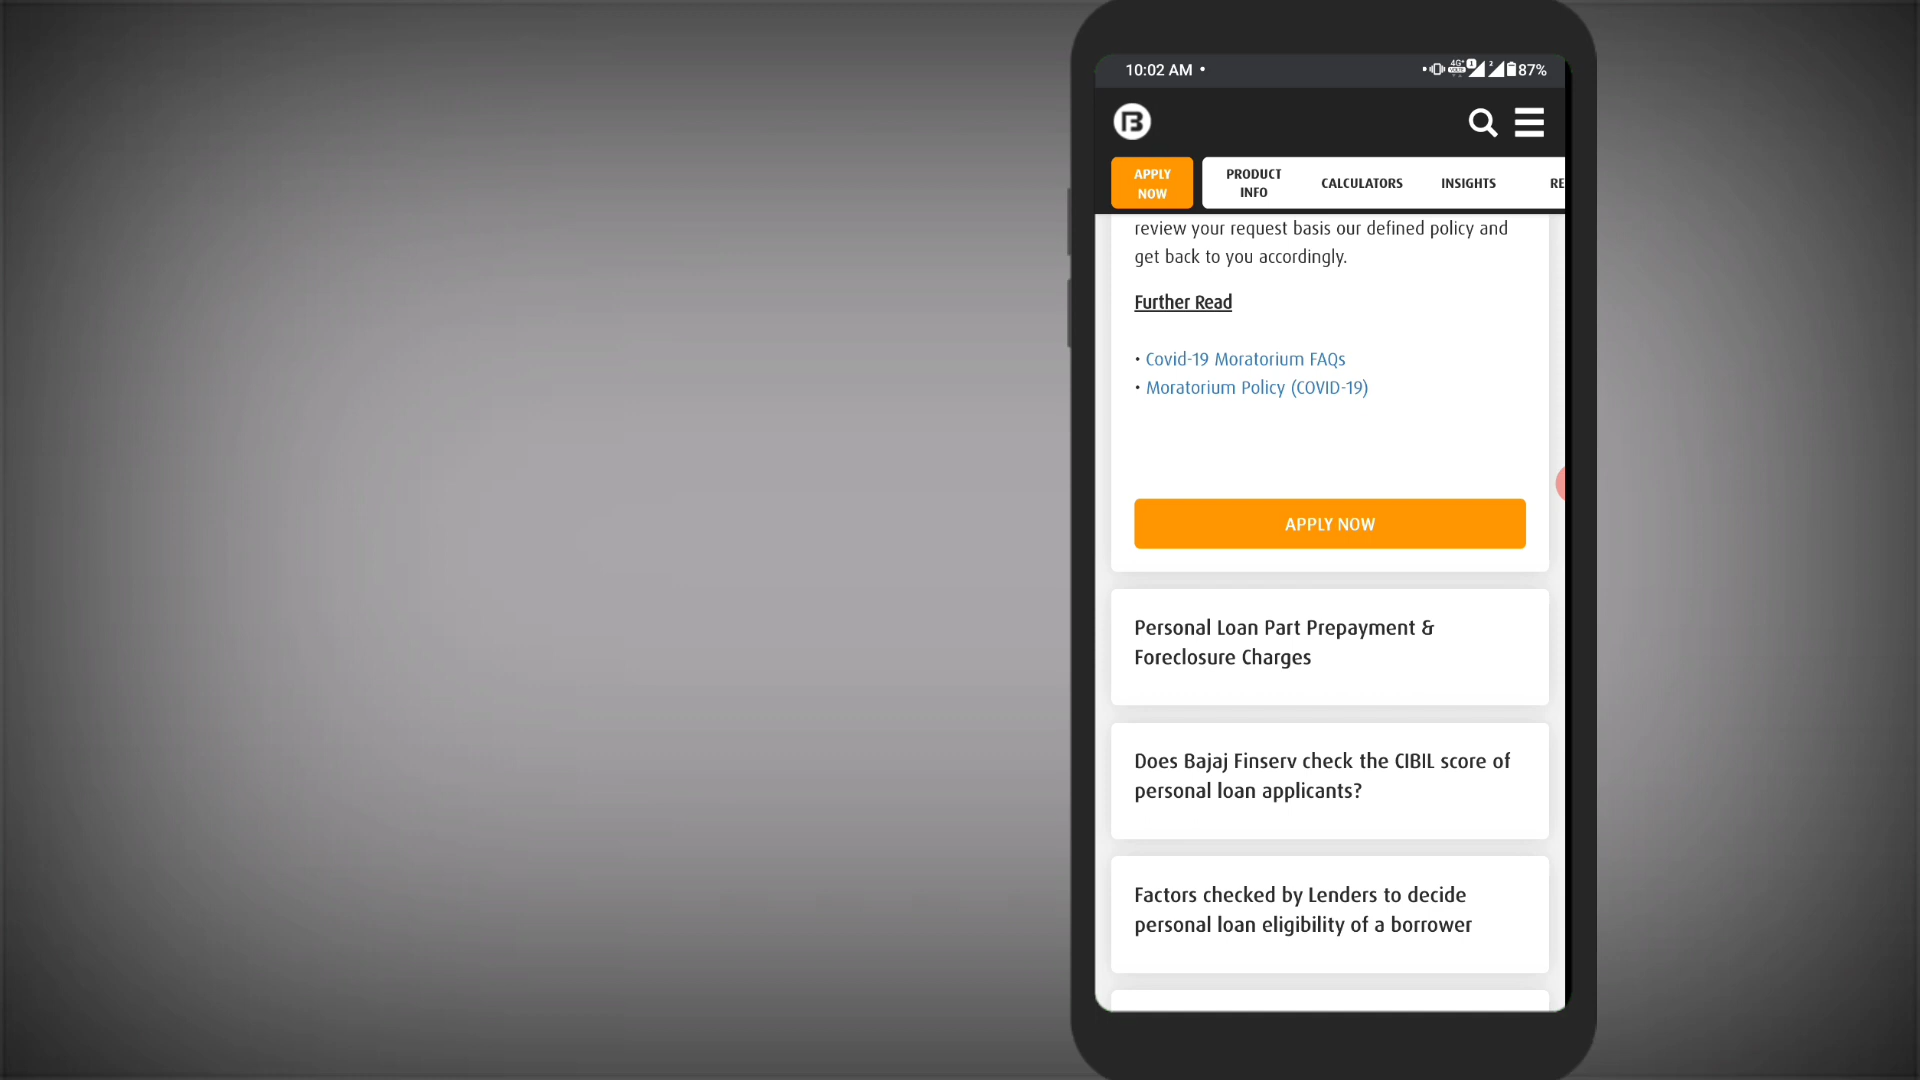 10:02 AM
87%
APPLY
NOW
PRODUCT
INFO
CALCULATORS
INSIGHTS
RE
review your request basis our defined policy and
get back to you accordingly.
Further Read
• Covid-19 Moratorium FAQs
• Moratorium Policy (COVID-19)
APPLY NOW
Personal Loan Part Prepayment &
Foreclosure Charges
Does Bajaj Finserv check the CIBIL score of
personal loan applicants?
Factors checked by Lenders to decide
personal loan eligibility of a borrower